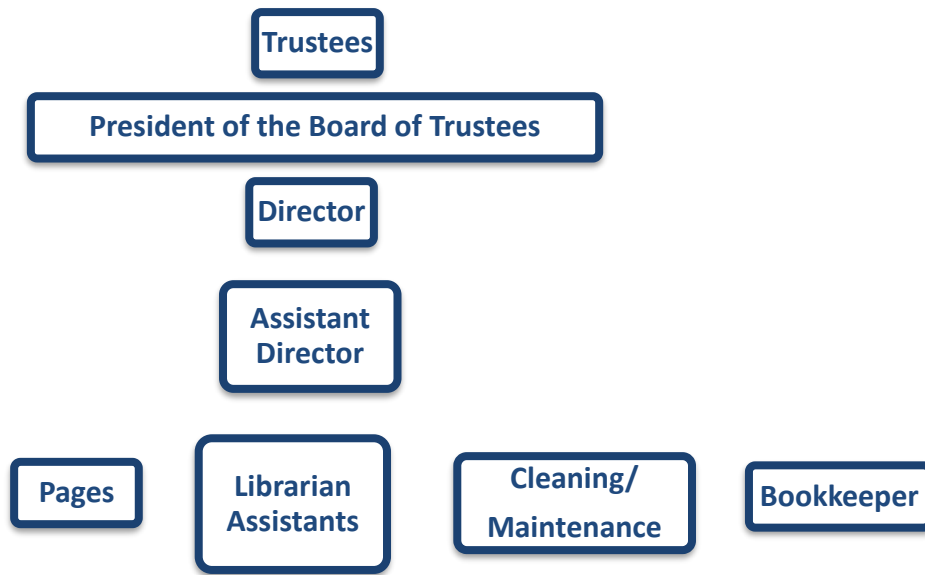 Trustees
President of the Board of Trustees
Director
Assistant
Director
Pages
Librarian
Assistants
Cleaning/
Maintenance
Bookkeeper